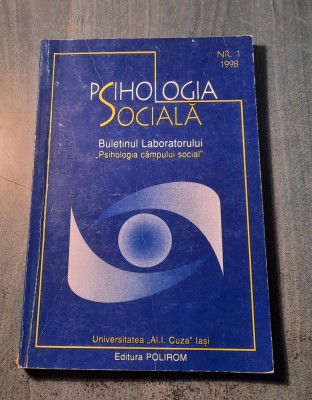 NR. 1
1998
PSIHOLOGIA
SOCIALĂ
Buletinul Laboratorului
„Psihologia câmpului social”
Universitatea „Al.I. Cuza” Iași
Editura POLIROM